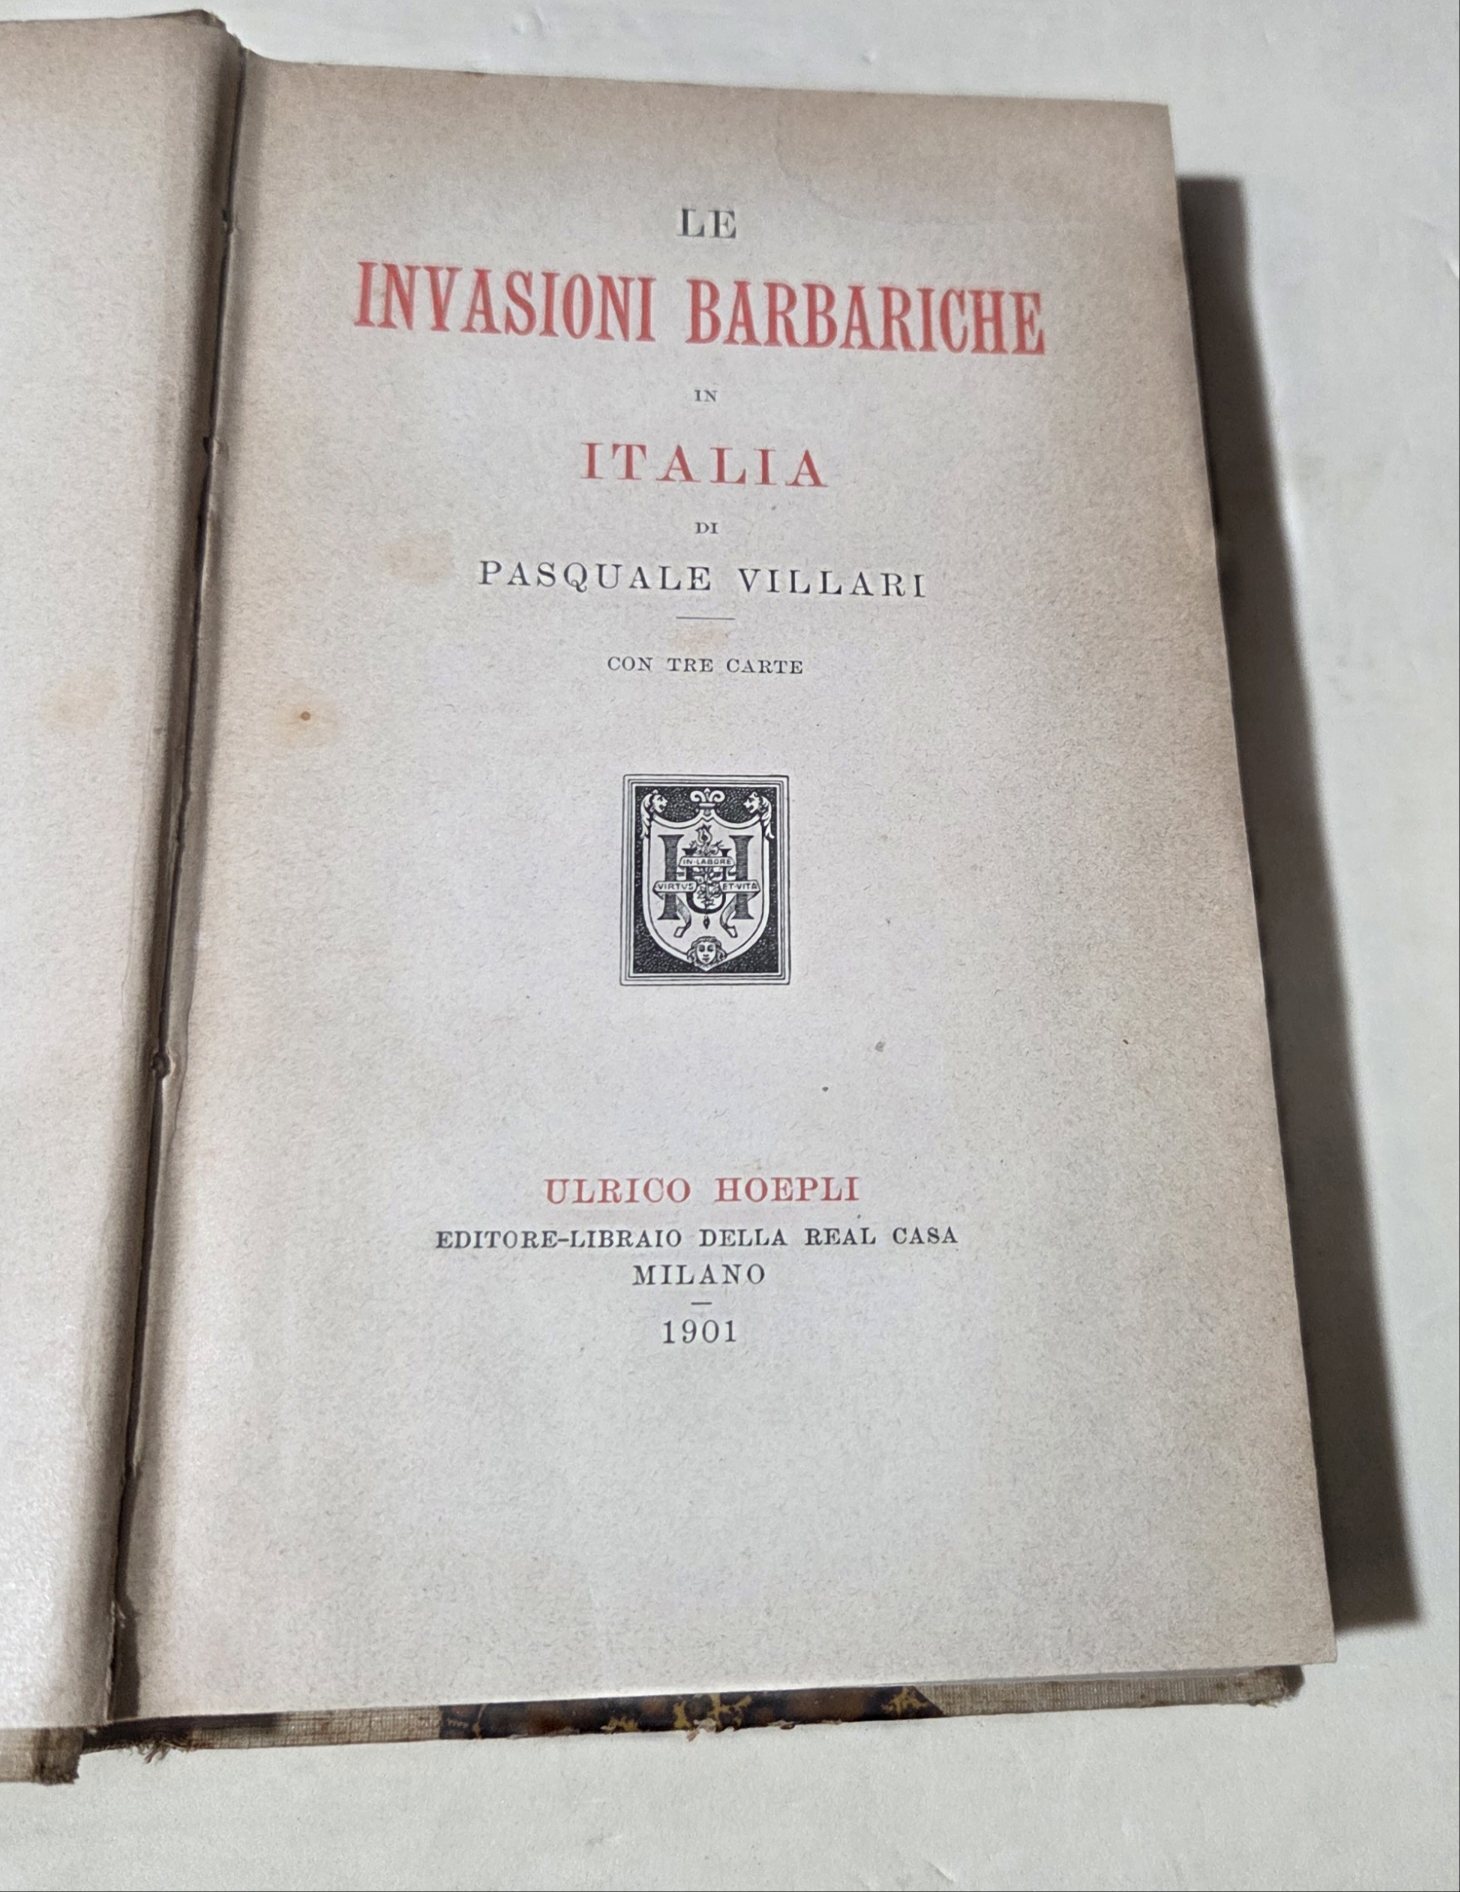 LE
INVASIONI BARBARICHE
IN
ITALIA
DI
PASQUALE VILLARI
CON TRE CARTE
IN·LABORE
VIRTVS ET·VITA
ULRICO HOEPLI
EDITORE-LIBRAIO DELLA REAL CASA
MILANO
1901